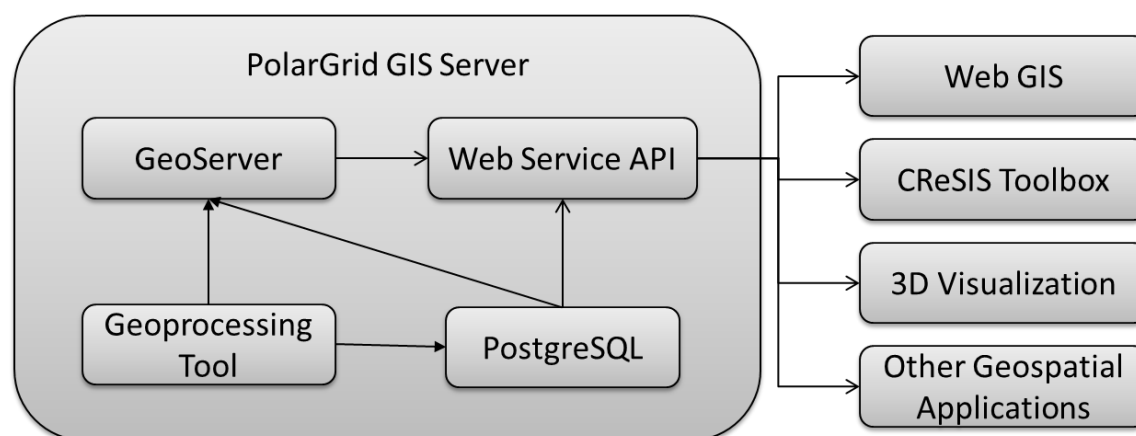 PolarGrid GIS Server
GeoServer
Web Service API
Geoprocessing
Tool
PostgreSQL
Web GIS
CReSIS Toolbox
3D Visualization
Other Geospatial
Applications